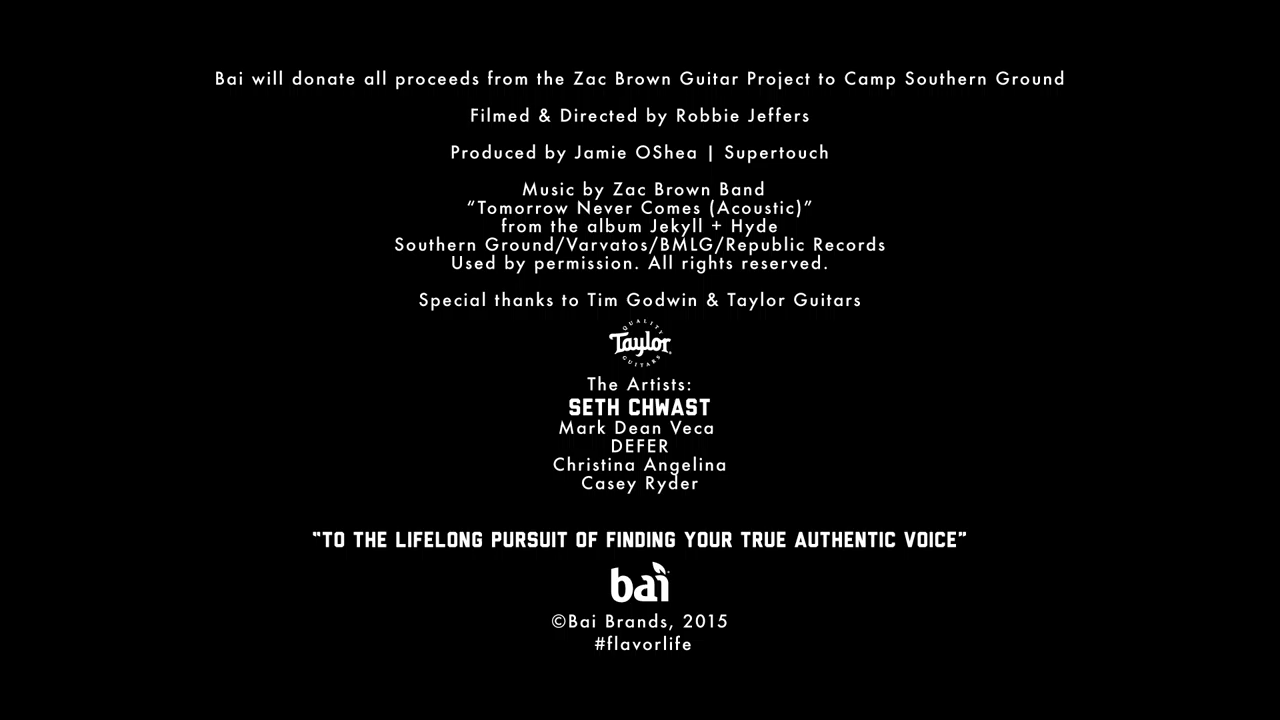 Bai will donate all proceeds from the Zac Brown Guitar Project to Camp Southern Ground
Filmed & Directed by Robbie Jeffers
Produced by Jamie OShea | Supertouch
Music by Zac Brown Band
“Tomorrow Never Comes (Acoustic)”
from the album Jekyll + Hyde
Southern Ground/Varvatos/BMLG/Republic Records
Used by permission. All rights reserved.
Special thanks to Tim Godwin & Taylor Guitars
QUALITY
Taylor
GUITARS
The Artists:
SETH CHWAST
Mark Dean Veca
DEFER
Christina Angelina
Casey Ryder
“TO THE LIFELONG PURSUIT OF FINDING YOUR TRUE AUTHENTIC VOICE”
bai
©Bai Brands, 2015
#flavorlife